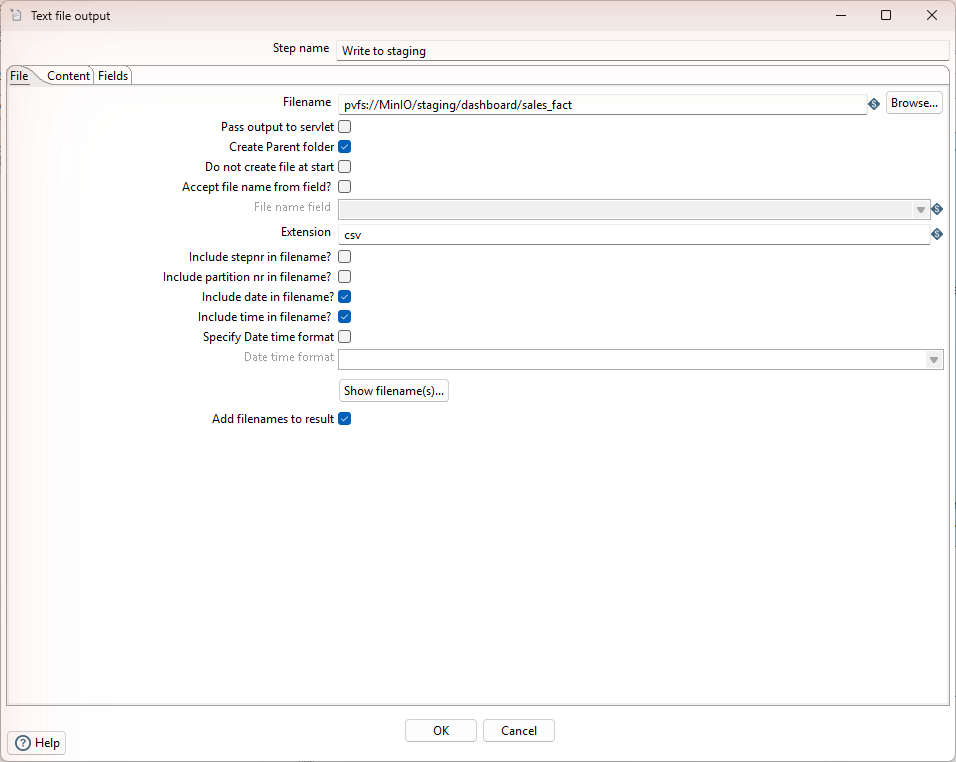 Text file output
Step name Write to staging
File Content Fields
Filename pvfs://MinIO/staging/dashboard/sales_fact Browse...
Pass output to servlet
Create Parent folder
Do not create file at start
Accept file name from field?
File name field
Extension csv
Include stepnr in filename?
Include partition nr in filename?
Include date in filename?
Include time in filename?
Specify Date time format
Date time format
Show filename(s)...
Add filenames to result
OK Cancel
Help